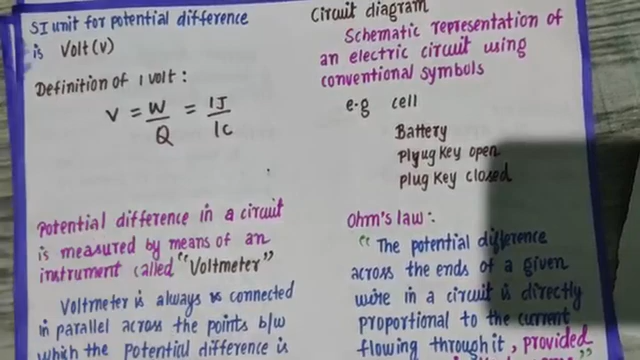 SI unit for potential difference
is Volt (V)
Definition of 1 volt :
V = W/Q = 1J/1C
Potential difference in a circuit
is measured by means of an
instrument called "Voltmeter"
Voltmeter is always is connected
in parallel across the points b/w
which the Potential difference is
Circuit diagram
Schematic representation of
an electric circuit using
conventional symbols
e.g cell
Battery
Plyug Key open
plug Key closed
Ohm's law :-
"The potential difference
across the ends of a given
wire in a circuit is directly
proportional to the current
flowing through it, provided